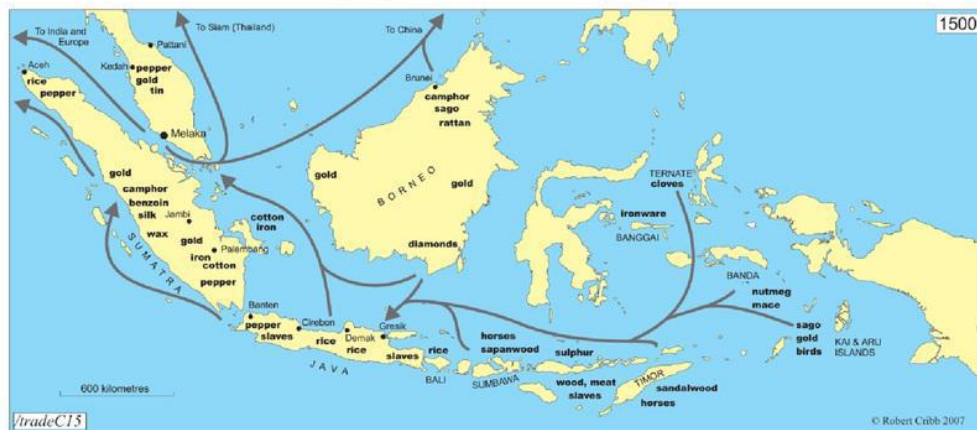 1500
To India and
Europe
To Siam (Thailand)
To China
Pattani
Aceh
Kedah
pepper
gold
tin
rice
pepper
Brunei
camphor
sago
rattan
Melaka
gold
gold
BORNEO
gold
TERNATE
cloves
camphor
benzoin
silk
Jambi
wax
gold
cotton
iron
ironware
BANGGAI
SUMATRA
iron
Palembang
cotton
pepper
diamonds
BANDA
nutmeg
mace
Banten
pepper
slaves
Cirebon
rice
Demak
rice
Gresik
slaves
rice
horses
sapanwood
sulphur
sago
gold
birds
KAI & ARU
ISLANDS
JAVA
BALI
SUMBAWA
wood, meat
slaves
TIMOR
sandalwood
horses
600 kilometres
/tradeC15
© Robert Cribb 2007